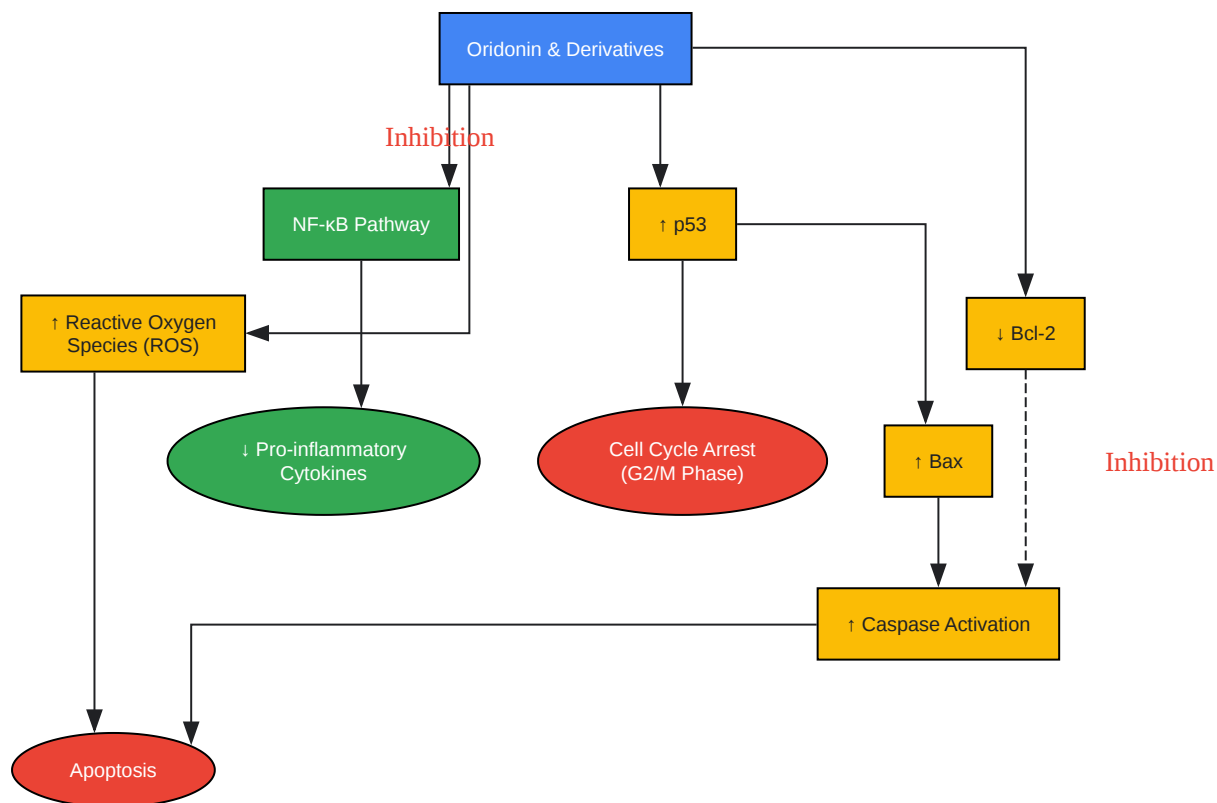 Oridonin & Derivatives
Inhibition
NF-κB Pathway
↑ p53
↑ Reactive Oxygen
Species (ROS)
↓ Bcl-2
↓ Pro-inflammatory
Cytokines
Cell Cycle Arrest
(G2/M Phase)
↑ Bax
Inhibition
↑ Caspase Activation
Apoptosis